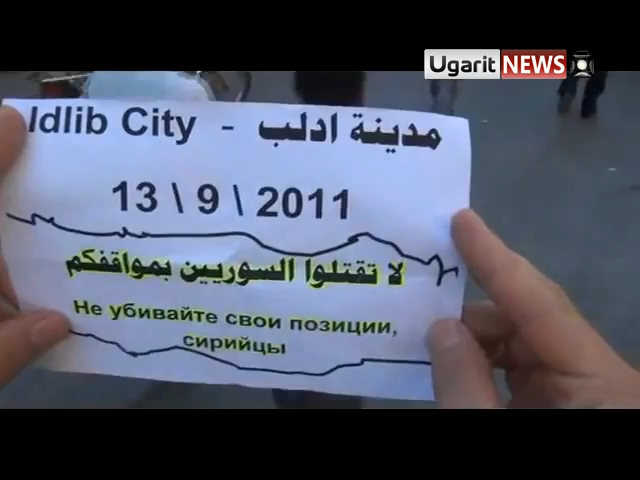 Ugarit NEWS
Idlib City - مدينة ادلب
13 \ 9 \ 2011
لا تقتلوا السوريين بمواقفكم
Не убивайте свои позиции,
сирийцы